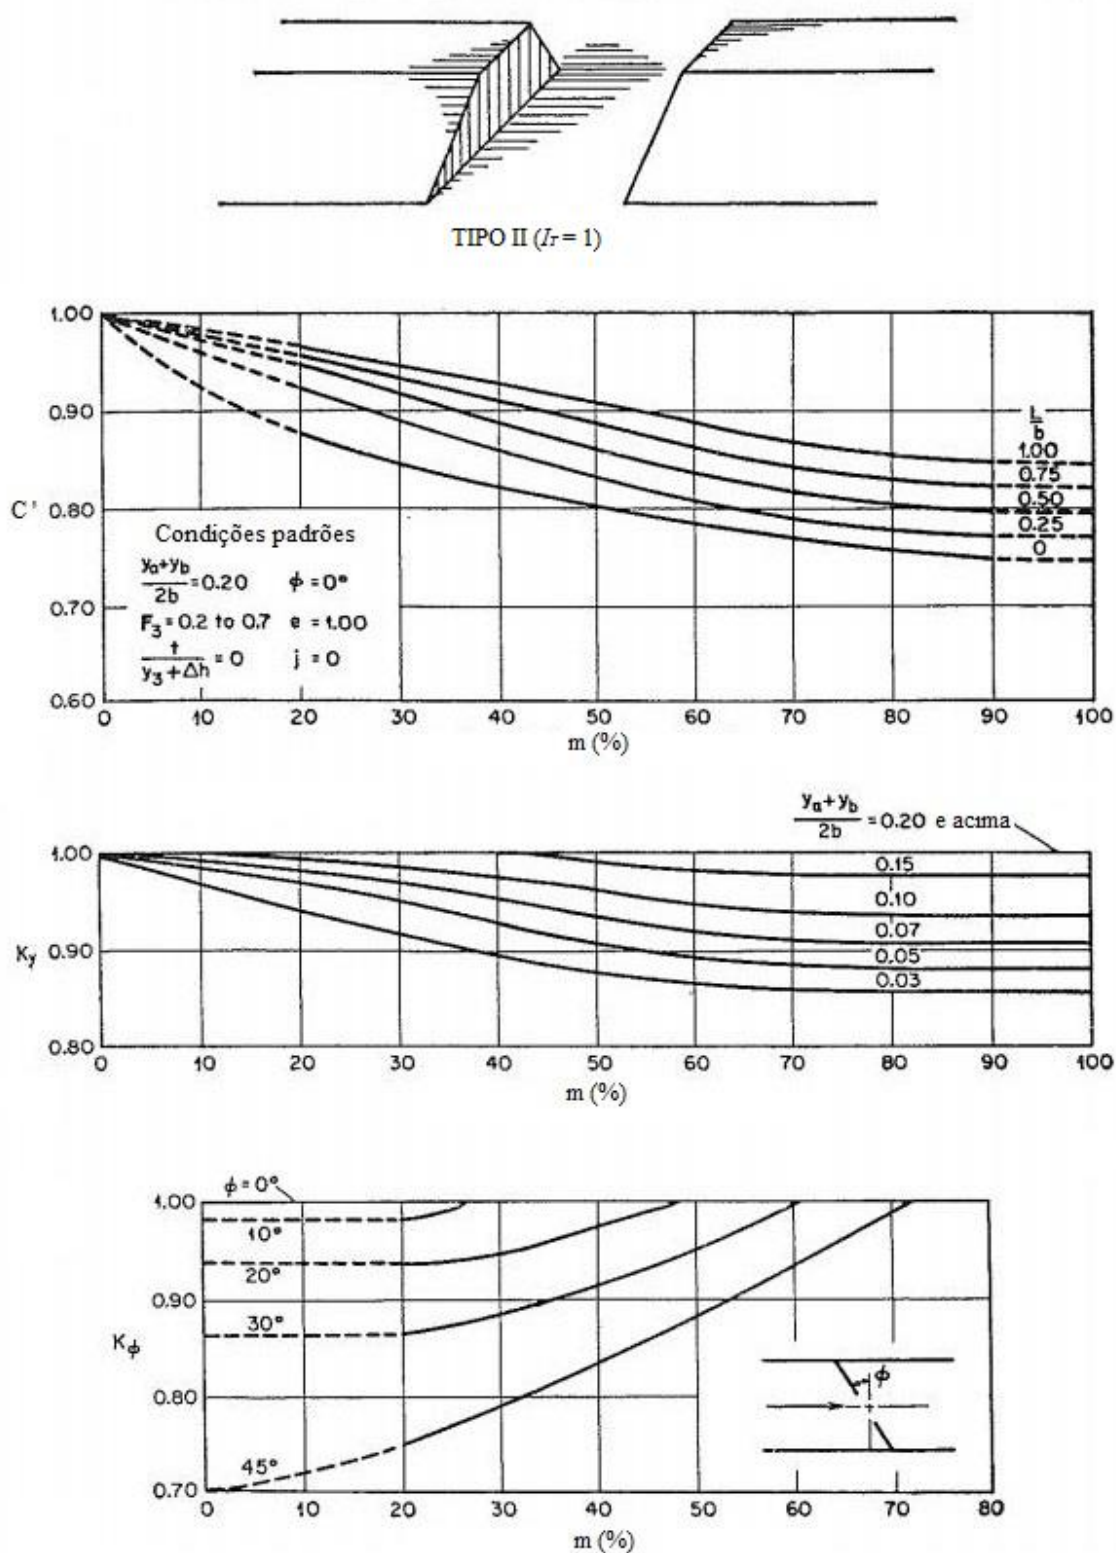 TIPO II (Ir = 1)
1.00
0.90
C' 0.80
0.70
0.60
L/b
1.00
0.75
0.50
0.25
0
Condições padrões
ya+yb/2b = 0.20 ϕ = 0°
F3 = 0.2 to 0.7 e = 1.00
t/y3+Δh = 0 j = 0
0 10 20 30 40 50 60 70 80 90 100
m (%)
ya+yb/2b = 0.20 e acima
1.00
Ky 0.90
0.80
0.15
0.10
0.07
0.05
0.03
0 10 20 30 40 50 60 70 80 90 100
m (%)
ϕ = 0°
1.00
10°
20°
0.90
30°
Kϕ
0.80
45°
0.70
ϕ
0 10 20 30 40 50 60 70 80
m (%)